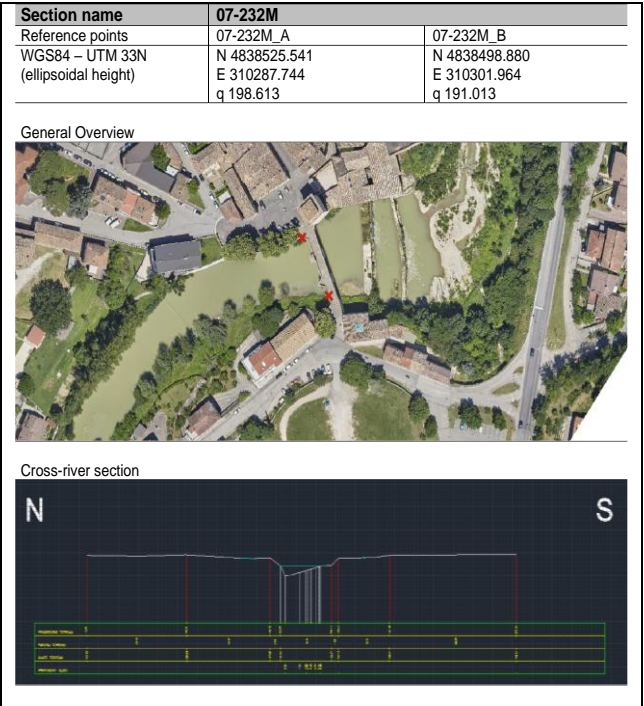 Section name 07-232M
Reference points 07-232M_A 07-232M_B
WGS84 – UTM 33N N 4838525.541 N 4838498.880
(ellipsoidal height) E 310287.744 E 310301.964
q 198.613 q 191.013
General Overview
Cross-river section
N S